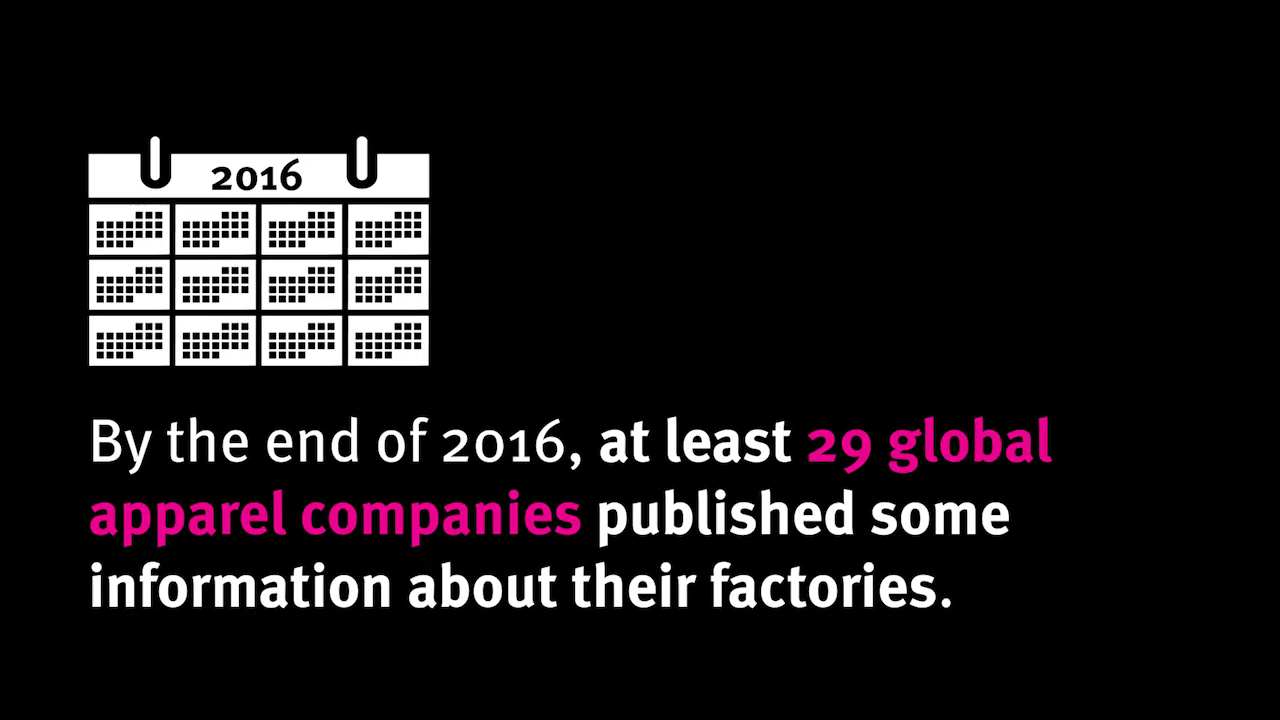 2016
By the end of 2016, at least 29 global
apparel companies published some
information about their factories.